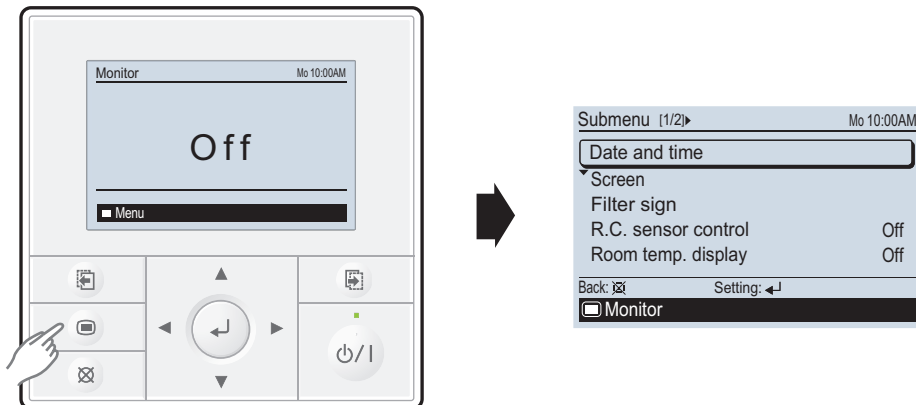 Monitor Mo 10:00AM
Off
Menu
Submenu [1/2] Mo 10:00AM
Date and time
Screen
Filter sign
R.C. sensor control Off
Room temp. display Off
Back: Setting:
Monitor